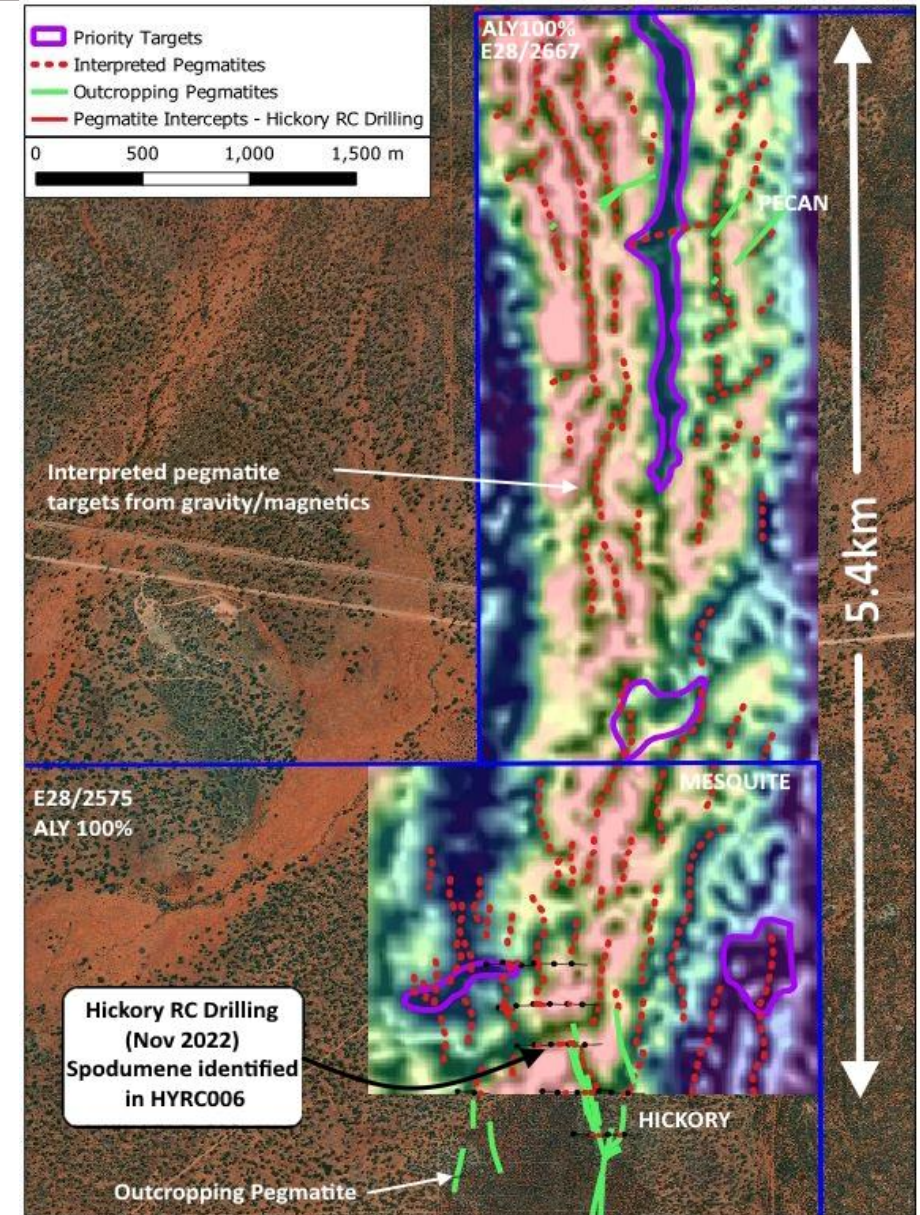 Priority Targets
Interpreted Pegmatites
Outcropping Pegmatites
Pegmatite Intercepts - Hickory RC Drilling
0 500 1,000 1,500 m
ALY100%
E28/2667
PECAN
Interpreted pegmatite
targets from gravity/magnetics
5.4km
MESQUITE
E28/2575
ALY 100%
Hickory RC Drilling
(Nov 2022)
Spodumene identified
in HYRC006
HICKORY
Outcropping Pegmatite